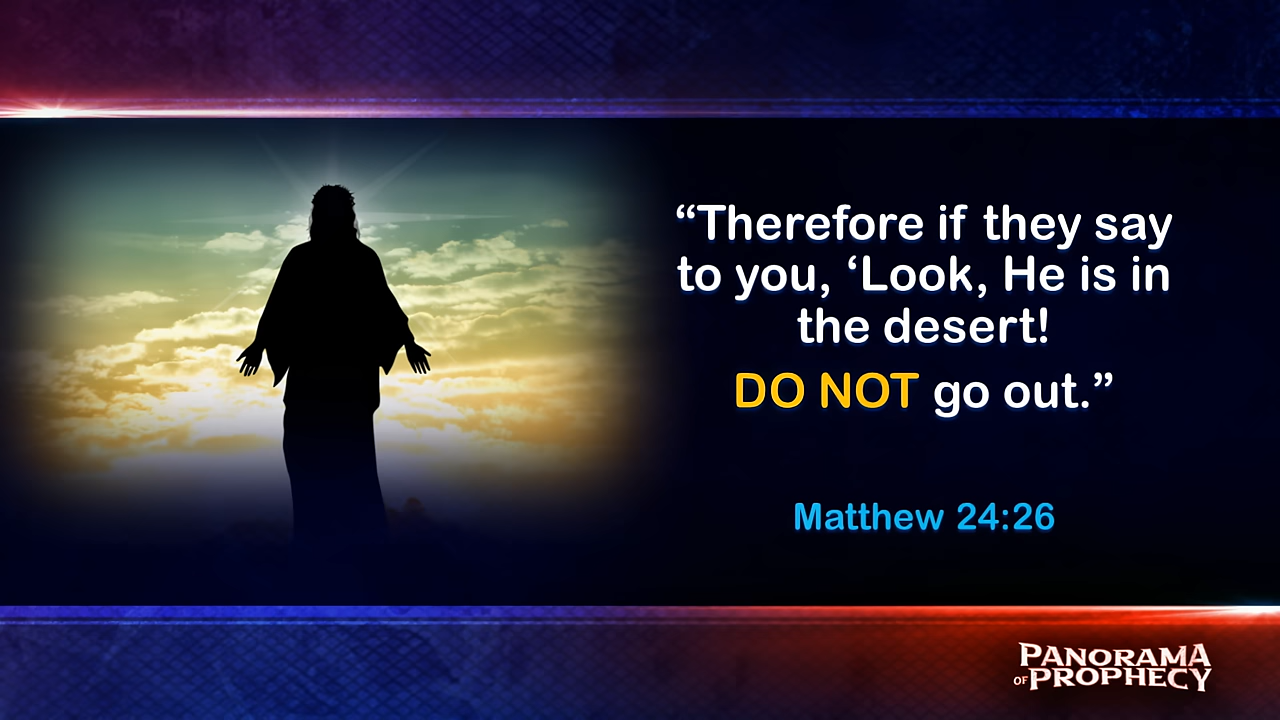 “Therefore if they say
to you, ‘Look, He is in
the desert!
DO NOT go out.”
Matthew 24:26
PANORAMA
OF PROPHECY